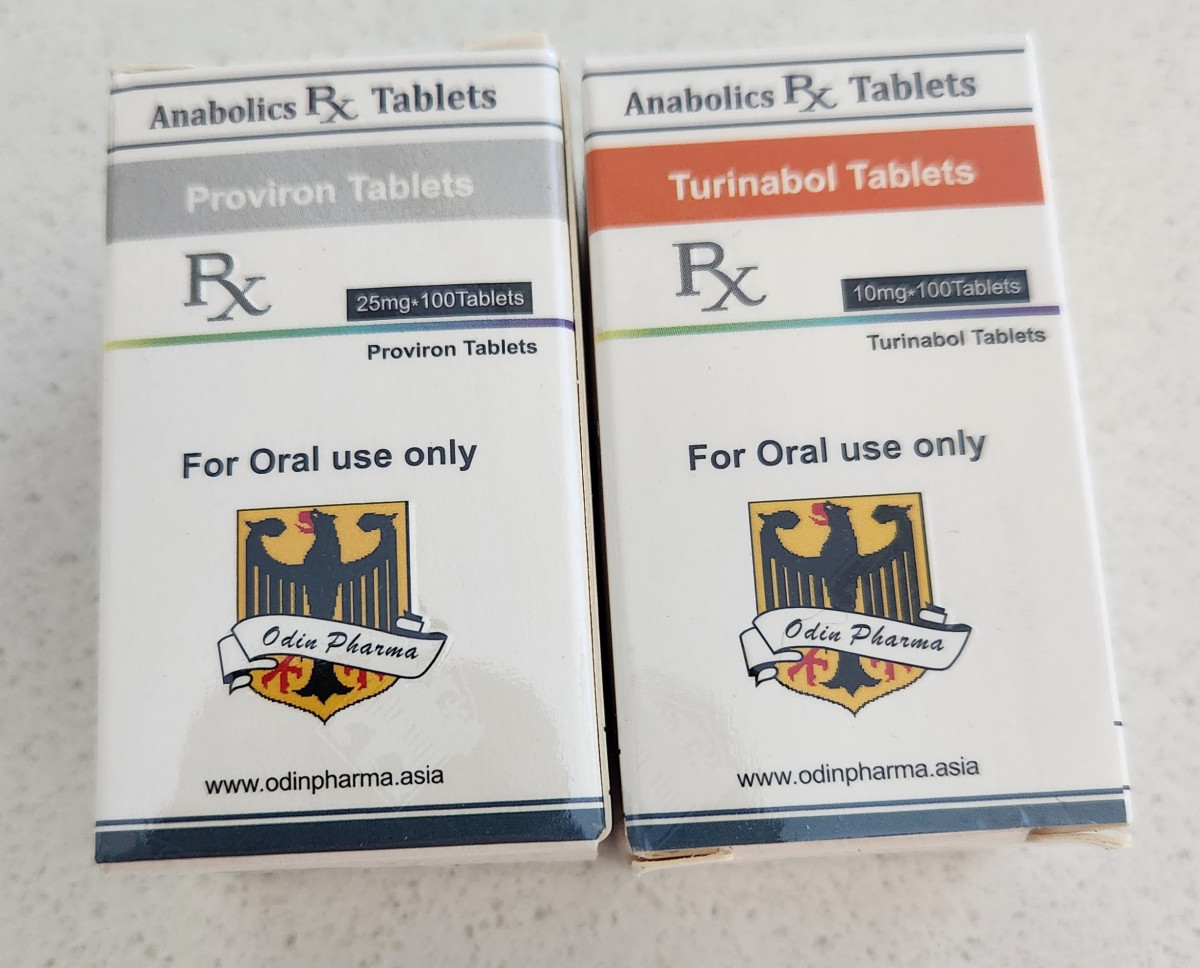 Anabolics Rx Tablets
Proviron Tablets
Rx
25mg*100Tablets
Proviron Tablets
For Oral use only
Odin Pharma
www.odinpharma.asia
Anabolics Rx Tablets
Turinabol Tablets
Rx
10mg*100Tablets
Turinabol Tablets
For Oral use only
Odin Pharma
www.odinpharma.asia